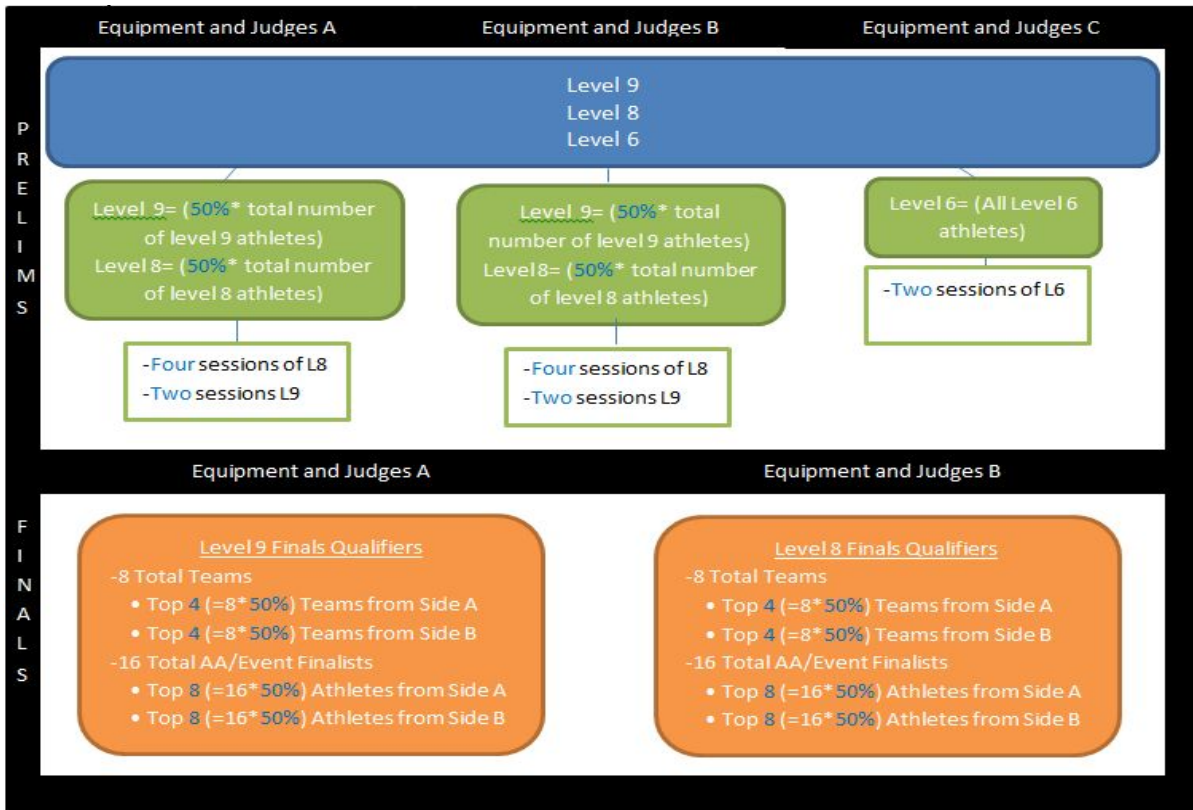 Equipment and Judges A
Equipment and Judges B
Equipment and Judges C
PRELIMS
Level 9
Level 8
Level 6
Level 9= (50%* total number
of level 9 athletes)
Level 8= (50%* total number
of level 8 athletes)
-Four sessions of L8
-Two sessions L9
Level 9= (50%* total
number of level 9 athletes)
Level8= (50%* total number
of level 8 athletes)
-Four sessions of L8
-Two sessions L9
Level 6= (All Level 6
athletes)
-Two sessions of L6
Equipment and Judges A
Equipment and Judges B
FINALS
Level 9 Finals Qualifiers
-8 Total Teams
• Top 4 (=8*50%) Teams from Side A
• Top 4 (=8*50%) Teams from Side B
-16 Total AA/Event Finalists
• Top 8 (=16*50%) Athletes from Side A
• Top 8 (=16*50%) Athletes from Side B
Level 8 Finals Qualifiers
-8 Total Teams
• Top 4 (=8*50%) Teams from Side A
• Top 4 (=8*50%) Teams from Side B
-16 Total AA/Event Finalists
• Top 8 (=16*50%) Athletes from Side A
• Top 8 (=16*50%) Athletes from Side B